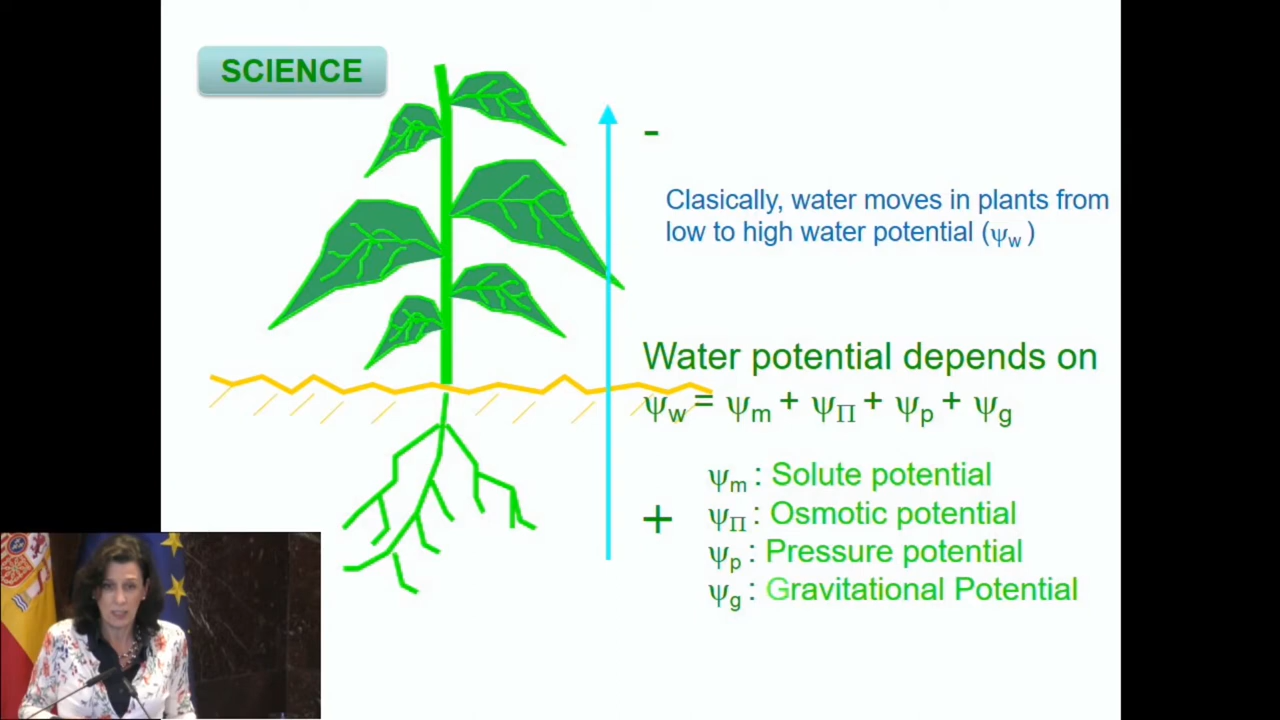 SCIENCE
-
Clasically, water moves in plants from
low to high water potential (ψw )
Water potential depends on
ψw = ψm + ψΠ + ψp + ψg
+
ψm : Solute potential
ψΠ : Osmotic potential
ψp : Pressure potential
ψg : Gravitational Potential